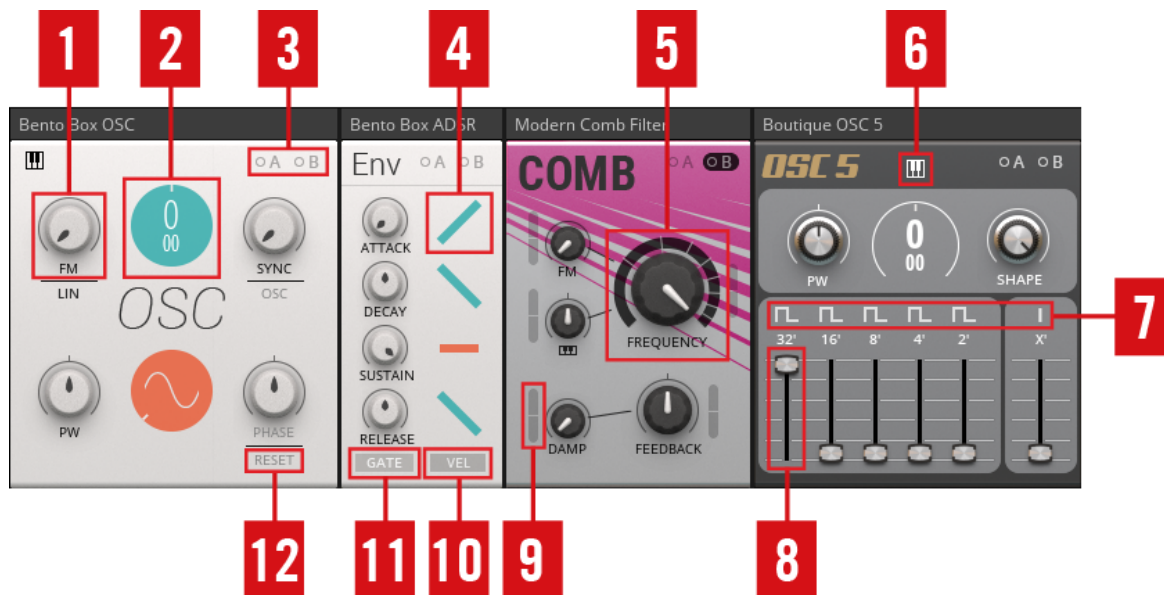 1 2 3 4 5 6
Bento Box OSC
Bento Box ADSR
Modern Comb Filter
Boutique OSC 5
A B
FM
LIN
0
00
SYNC
OSC
OSC
PW
PHASE
RESET
Env
A B
ATTACK
DECAY
SUSTAIN
RELEASE
GATE VEL
COMB
A B
FM
FREQUENCY
DAMP
FEEDBACK
OSC 5
A B
PW
0
00
SHAPE
32' 16' 8' 4' 2' X'
7
12 11 10 9 8